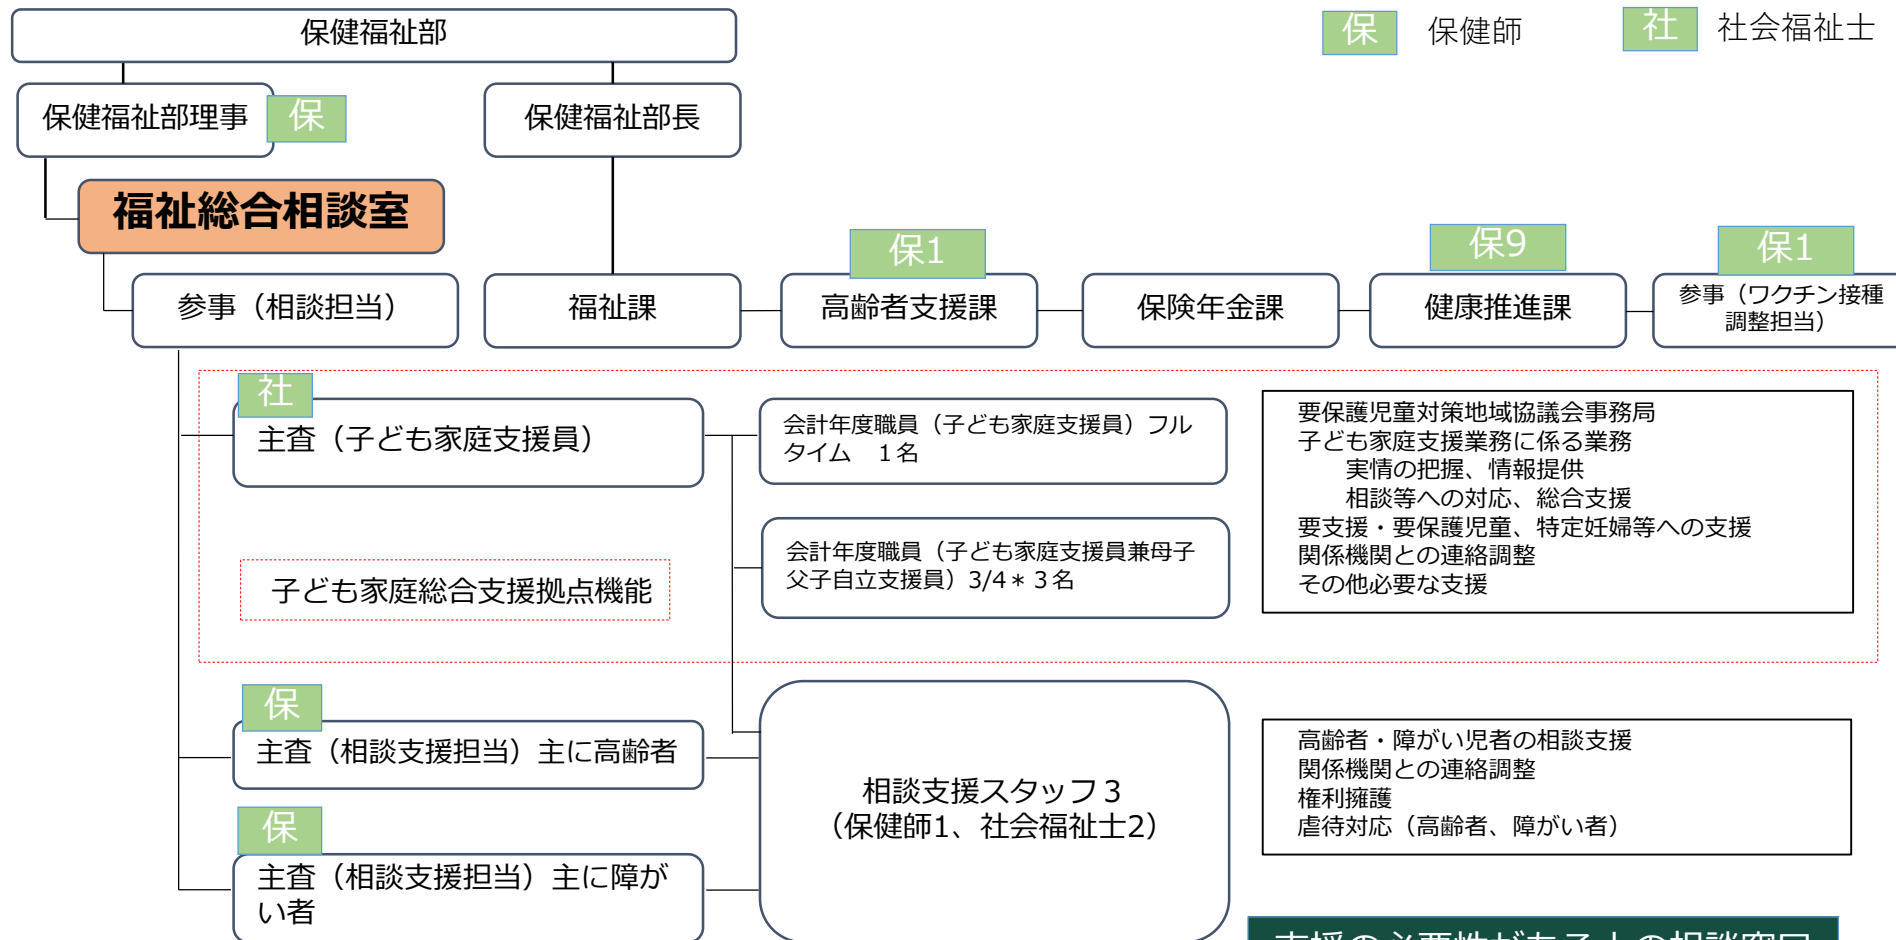 保健福祉部
保 保健師
社 社会福祉士
保健福祉部理事 保
保健福祉部長
福祉総合相談室
保1
保9
保1
参事（相談担当）
福祉課
高齢者支援課
保険年金課
健康推進課
参事（ワクチン接種
調整担当）
社
主査（子ども家庭支援員）
会計年度職員（子ども家庭支援員）フル
タイム　１名
会計年度職員（子ども家庭支援員兼母子
父子自立支援員）3/4＊３名
子ども家庭総合支援拠点機能
要保護児童対策地域協議会事務局
子ども家庭支援業務に係る業務
実情の把握、情報提供
相談等への対応、総合支援
要支援・要保護児童、特定妊婦等への支援
関係機関との連絡調整
その他必要な支援
保
主査（相談支援担当）主に高齢者
保
主査（相談支援担当）主に障が
い者
相談支援スタッフ３
（保健師1、社会福祉士2）
高齢者・障がい児者の相談支援
関係機関との連絡調整
権利擁護
虐待対応（高齢者、障がい者）
支援の必要性がある人の相談窓口